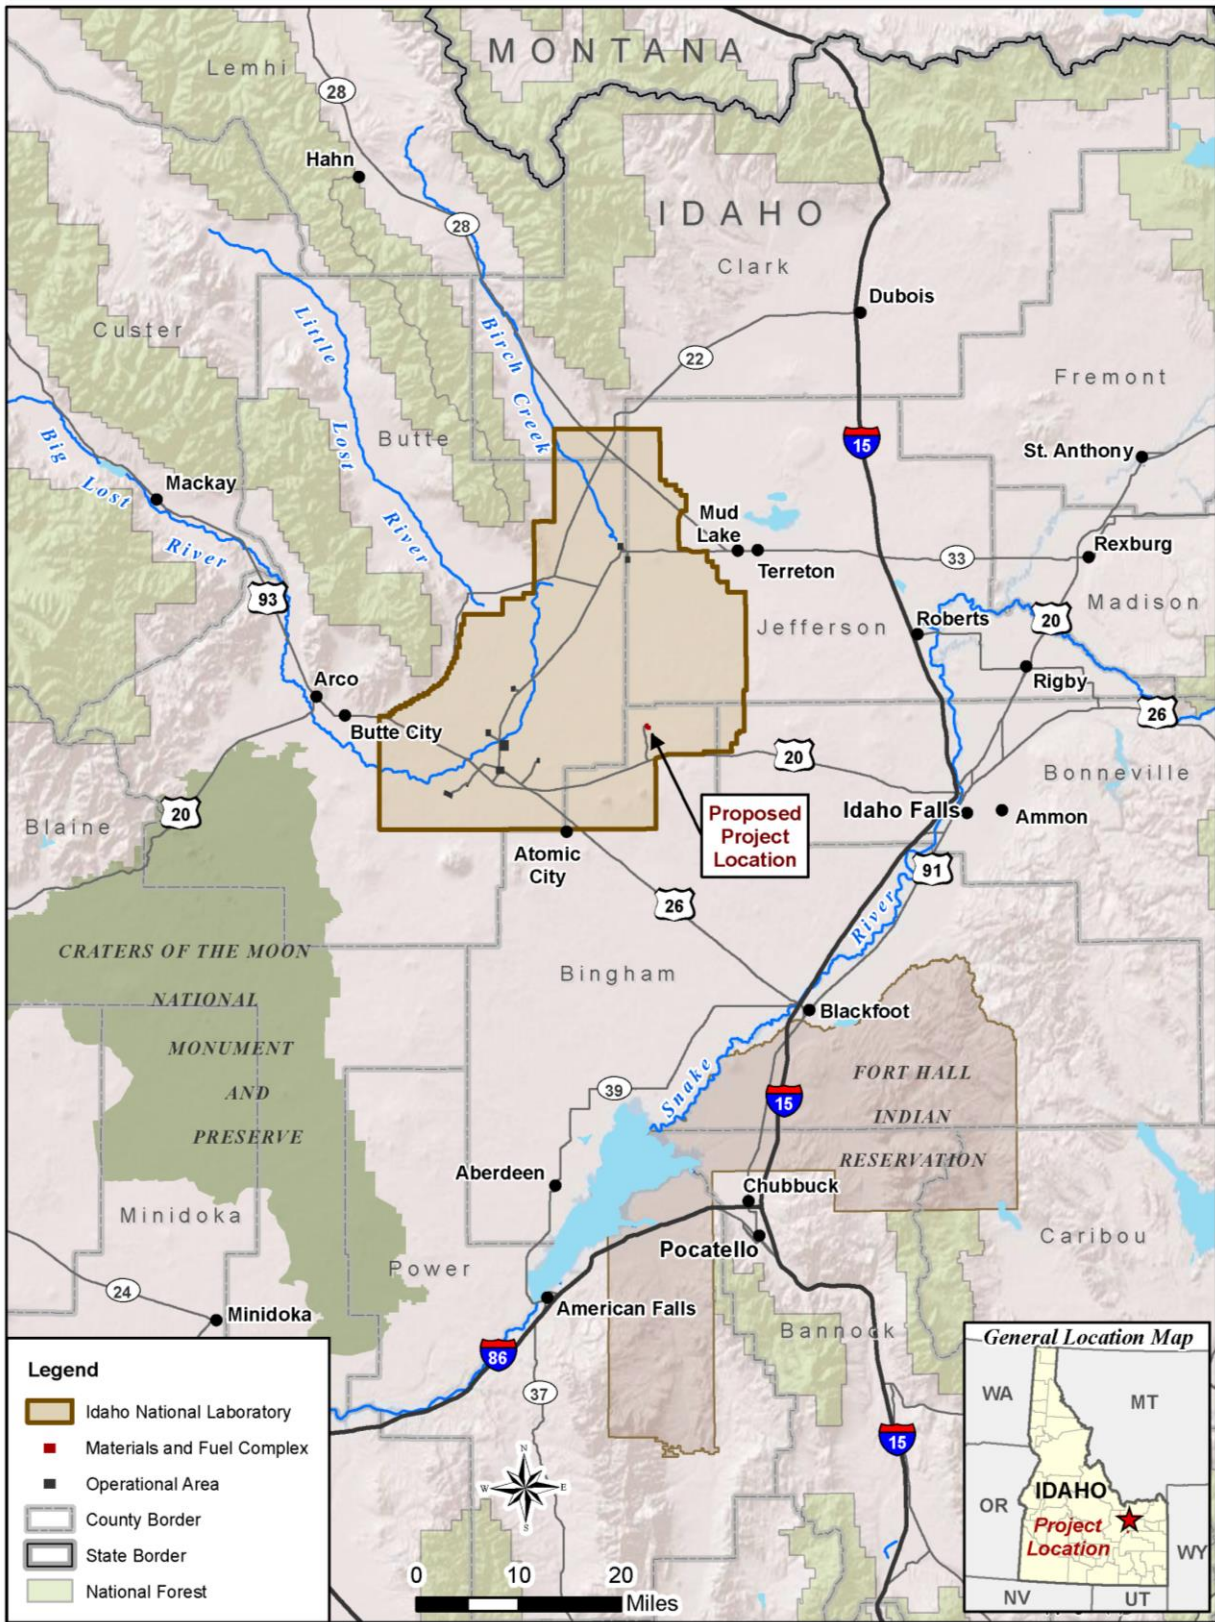 MONTANA
Lemhi
28
Hahn
28
IDAHO
Clark
Dubois
Custer
Little
Lost
River
Birch Creek
22
Fremont
Butte
15
St. Anthony
Big
Lost
River
Mackay
Mud
Lake
Terreton
33
Rexburg
93
Madison
20
Jefferson
Roberts
Rigby
26
Arco
Butte City
20
Bonneville
20
Blaine
Idaho Falls
Ammon
Proposed
Project
Location
Atomic
City
91
26
River
CRATERS OF THE MOON
NATIONAL
MONUMENT
AND
PRESERVE
Bingham
Blackfoot
39
Snake
15
FORT HALL
INDIAN
RESERVATION
Aberdeen
Chubbuck
Minidoka
Pocatello
Caribou
Power
24
Minidoka
American Falls
Bannock
86
37
15
Legend
Idaho National Laboratory
Materials and Fuel Complex
Operational Area
County Border
State Border
National Forest
N
W
E
S
0 10 20
Miles
General Location Map
WA
MT
OR
IDAHO
Project
Location
WY
NV
UT